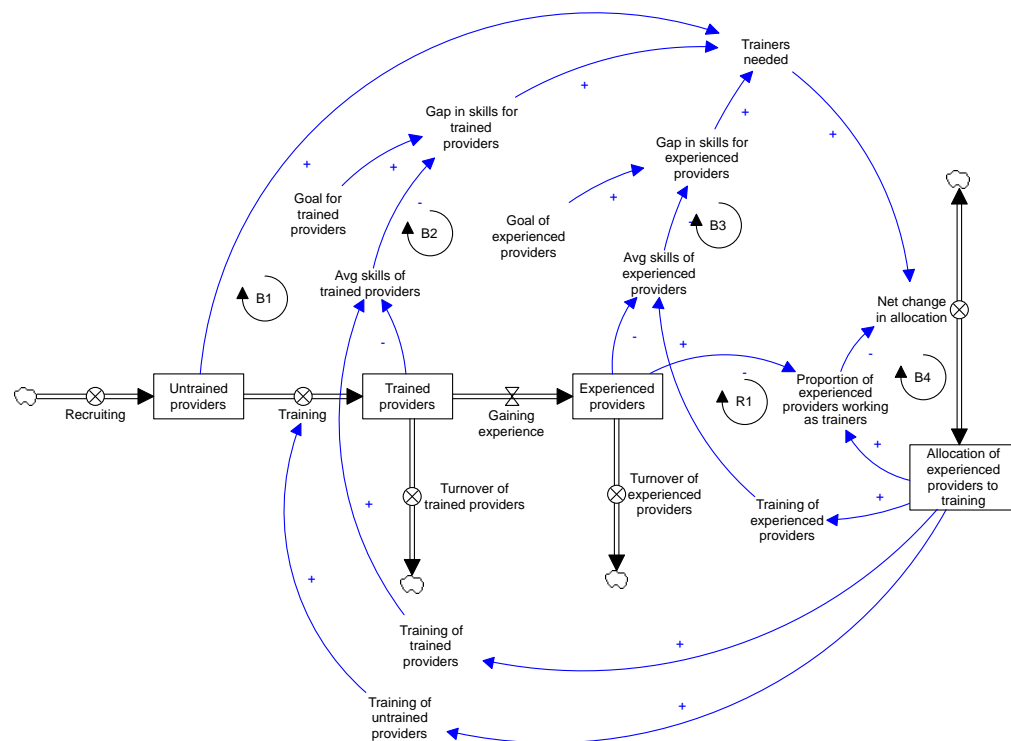 Trainers
needed
+
Gap in skills for
trained
providers
+
+
Gap in skills for
experienced
providers
+
+
+
-
Goal for
trained
providers
+
Goal of
experienced
providers
-
B2
B3
Avg skills of
trained providers
Avg skills of
experienced
providers
B1
Net change
in allocation
-
-
+
-
-
B4
Untrained
providers
Trained
providers
Experienced
providers
R1
Proportion of
experienced
providers working
as trainers
Recruiting
Training
Gaining
experience
+
Allocation of
experienced
providers to
training
Turnover of
trained providers
Turnover of
experienced
providers
+
+
Training of
experienced
providers
+
Training of
trained
providers
+
Training of
untrained
providers
+